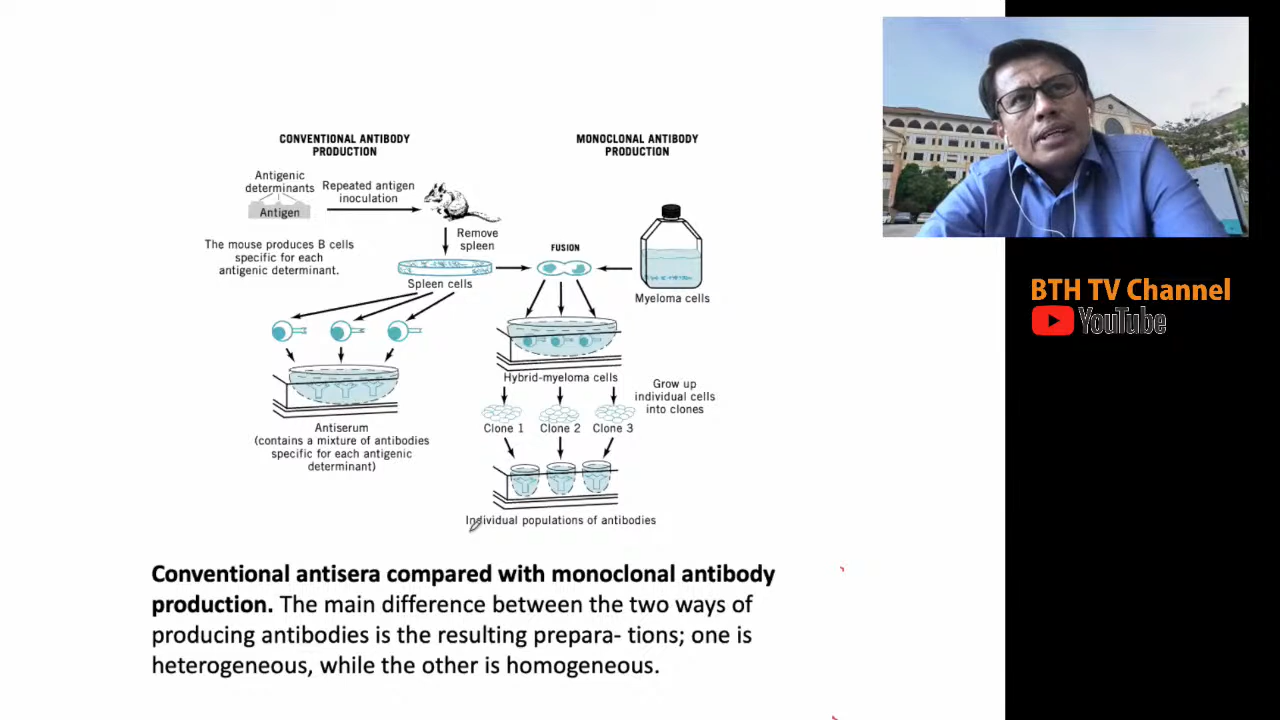 CONVENTIONAL ANTIBODY
PRODUCTION
Antigenic
determinants
Antigen
Repeated antigen
inoculation
Remove
spleen
The mouse produces B cells
specific for each
antigenic determinant.
Spleen cells
Antiserum
(contains a mixture of antibodies
specific for each antigenic
determinant)
MONOCLONAL ANTIBODY
PRODUCTION
FUSION
Myeloma cells
Hybrid-myeloma cells
Grow up
individual cells
into clones
Clone 1
Clone 2
Clone 3
Individual populations of antibodies
Conventional antisera compared with monoclonal antibody
production. The main difference between the two ways of
producing antibodies is the resulting prepara- tions; one is
heterogeneous, while the other is homogeneous.
BTH TV Channel
YouTube